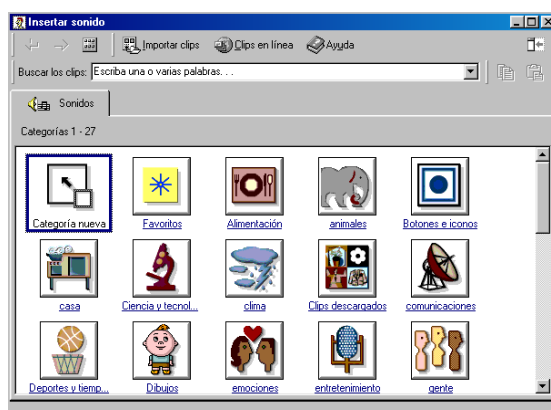 Insertar sonido
Importar clips Clips en línea Ayuda
Buscar los clips: Escriba una o varias palabras. . .
Sonidos
Categorías 1 - 27
Categoría nueva Favoritos Alimentación animales Botones e iconos
casa Ciencia y tecnol... clima Clips descargados comunicaciones
Deportes y tiemp... Dibujos emociones entretenimiento gente